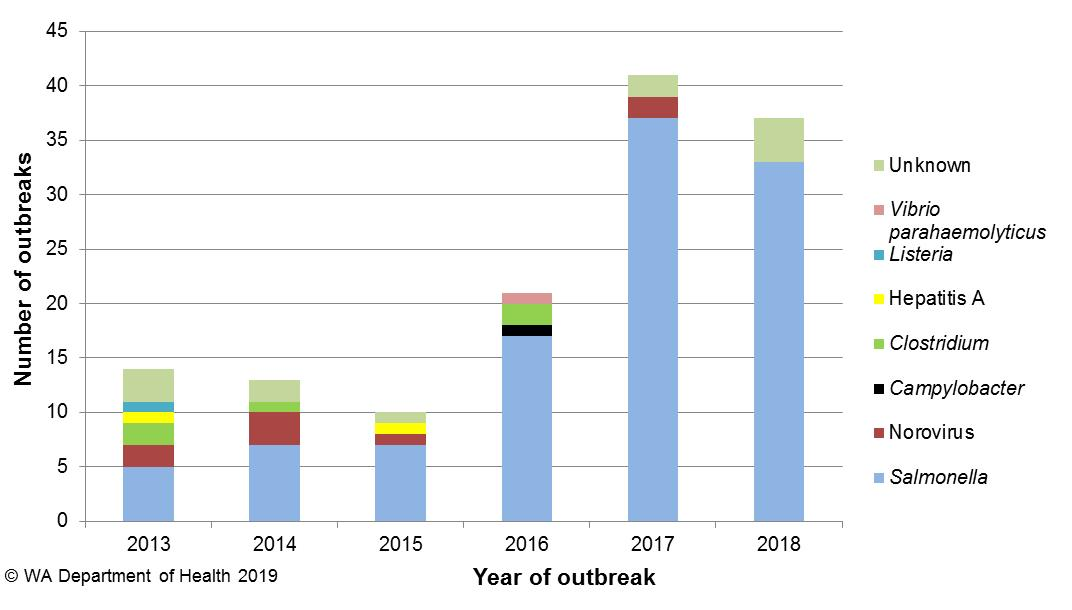 45
40
35
30
25
20
15
10
5
0
Number of outbreaks
2013 2014 2015 2016 2017 2018
Year of outbreak
Unknown
Vibrio
parahaemolyticus
Listeria
Hepatitis A
Clostridium
Campylobacter
Norovirus
Salmonella
© WA Department of Health 2019